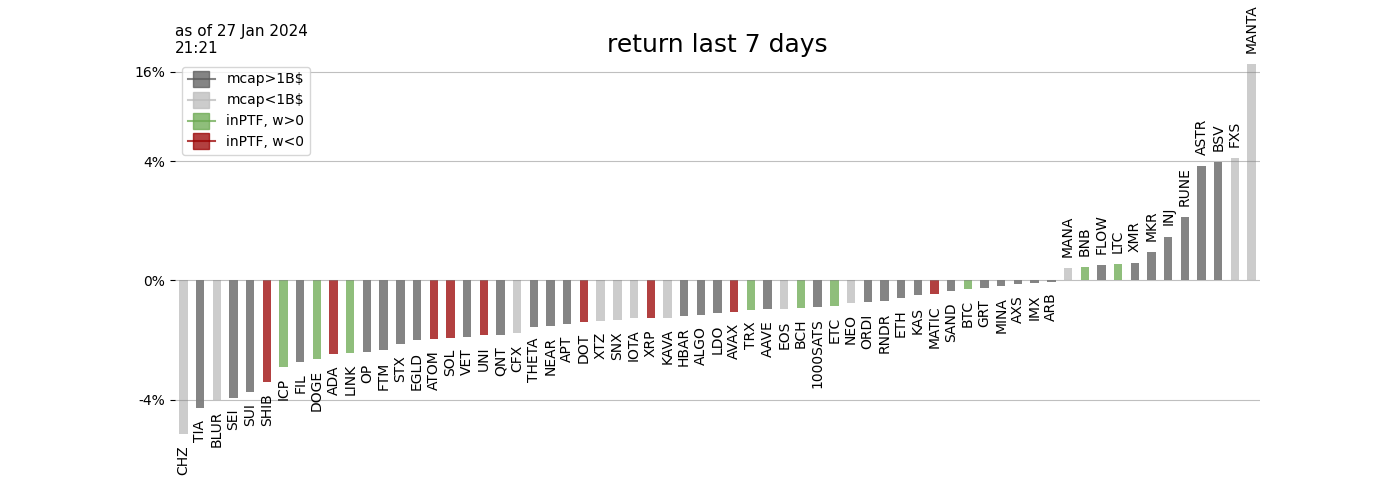 as of 27 Jan 2024
21:21
return last 7 days
mcap>1B$
mcap<1B$
inPTF, w>0
inPTF, w<0
16%
4%
0%
-4%
CHZ
TIA
BLUR
SEI
SUI
SHIB
ICP
FIL
DOGE
ADA
LINK
OP
FTM
STX
EGLD
ATOM
SOL
VET
UNI
QNT
CFX
THETA
NEAR
APT
DOT
XTZ
SNX
IOTA
XRP
KAVA
HBAR
ALGO
LDO
AVAX
TRX
AAVE
EOS
BCH
1000SATS
ETC
NEO
ORDI
RNDR
ETH
KAS
MATIC
SAND
BTC
GRT
MINA
AXS
IMX
ARB
MANA
BNB
FLOW
LTC
XMR
MKR
INJ
RUNE
ASTR
BSV
FXS
MANTA